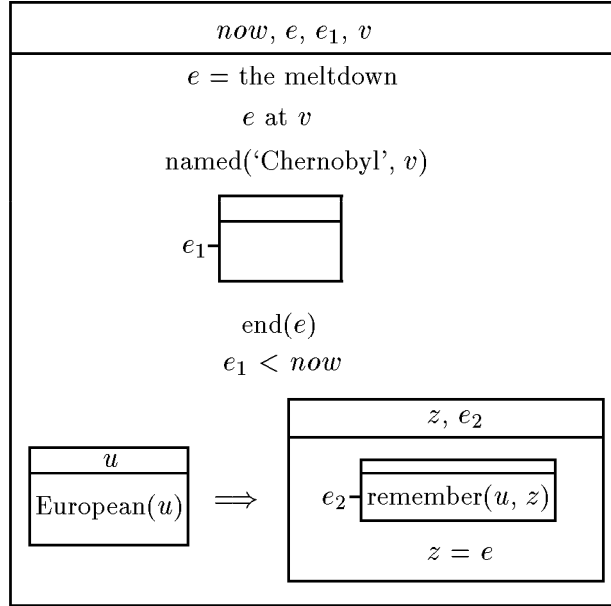 now, e, e₁, v
e = the meltdown
e at v
named(‘Chernobyl’, v)
e₁
end(e)
e₁ < now
z, e₂
u
European(u) ⟹ e₂ remember(u, z)
z = e